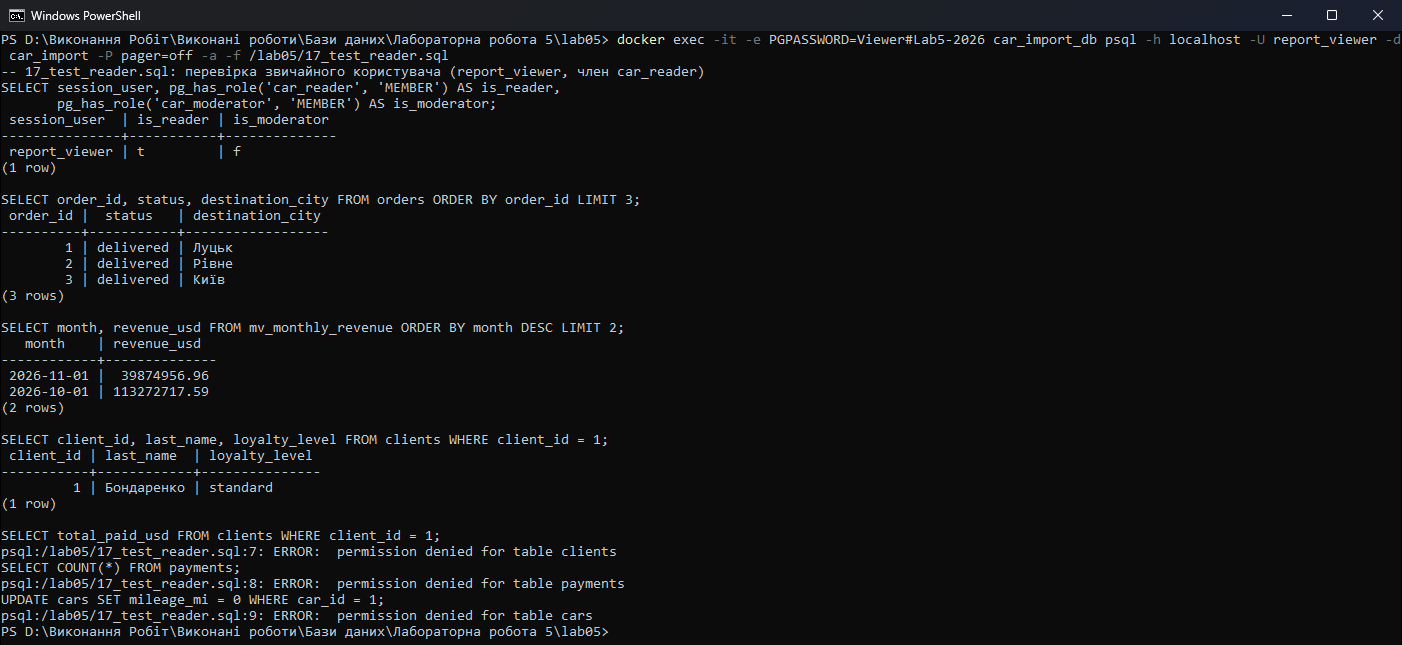 Windows PowerShell
PS D:\Виконання Робіт\Виконані роботи\Бази даних\Лабораторна робота 5\lab05> docker exec -it -e PGPASSWORD=Viewer#Lab5-2026 car_import_db psql -h localhost -U report_viewer -d
 car_import -P pager=off -a -f /lab05/17_test_reader.sql
-- 17_test_reader.sql: перевірка звичайного користувача (report_viewer, член car_reader)
SELECT session_user, pg_has_role('car_reader', 'MEMBER') AS is_reader,
       pg_has_role('car_moderator', 'MEMBER') AS is_moderator;
 session_user  | is_reader | is_moderator
---------------+-----------+--------------
 report_viewer | t         | f
(1 row)
SELECT order_id, status, destination_city FROM orders ORDER BY order_id LIMIT 3;
 order_id |  status   | destination_city
----------+-----------+------------------
        1 | delivered | Луцьк
        2 | delivered | Рівне
        3 | delivered | Київ
(3 rows)
SELECT month, revenue_usd FROM mv_monthly_revenue ORDER BY month DESC LIMIT 2;
   month    | revenue_usd
------------+--------------
 2026-11-01 |  39874956.96
 2026-10-01 | 113272717.59
(2 rows)
SELECT client_id, last_name, loyalty_level FROM clients WHERE client_id = 1;
 client_id | last_name  | loyalty_level
-----------+------------+---------------
         1 | Бондаренко | standard
(1 row)
SELECT total_paid_usd FROM clients WHERE client_id = 1;
psql:/lab05/17_test_reader.sql:7: ERROR:  permission denied for table clients
SELECT COUNT(*) FROM payments;
psql:/lab05/17_test_reader.sql:8: ERROR:  permission denied for table payments
UPDATE cars SET mileage_mi = 0 WHERE car_id = 1;
psql:/lab05/17_test_reader.sql:9: ERROR:  permission denied for table cars
PS D:\Виконання Робіт\Виконані роботи\Бази даних\Лабораторна робота 5\lab05>